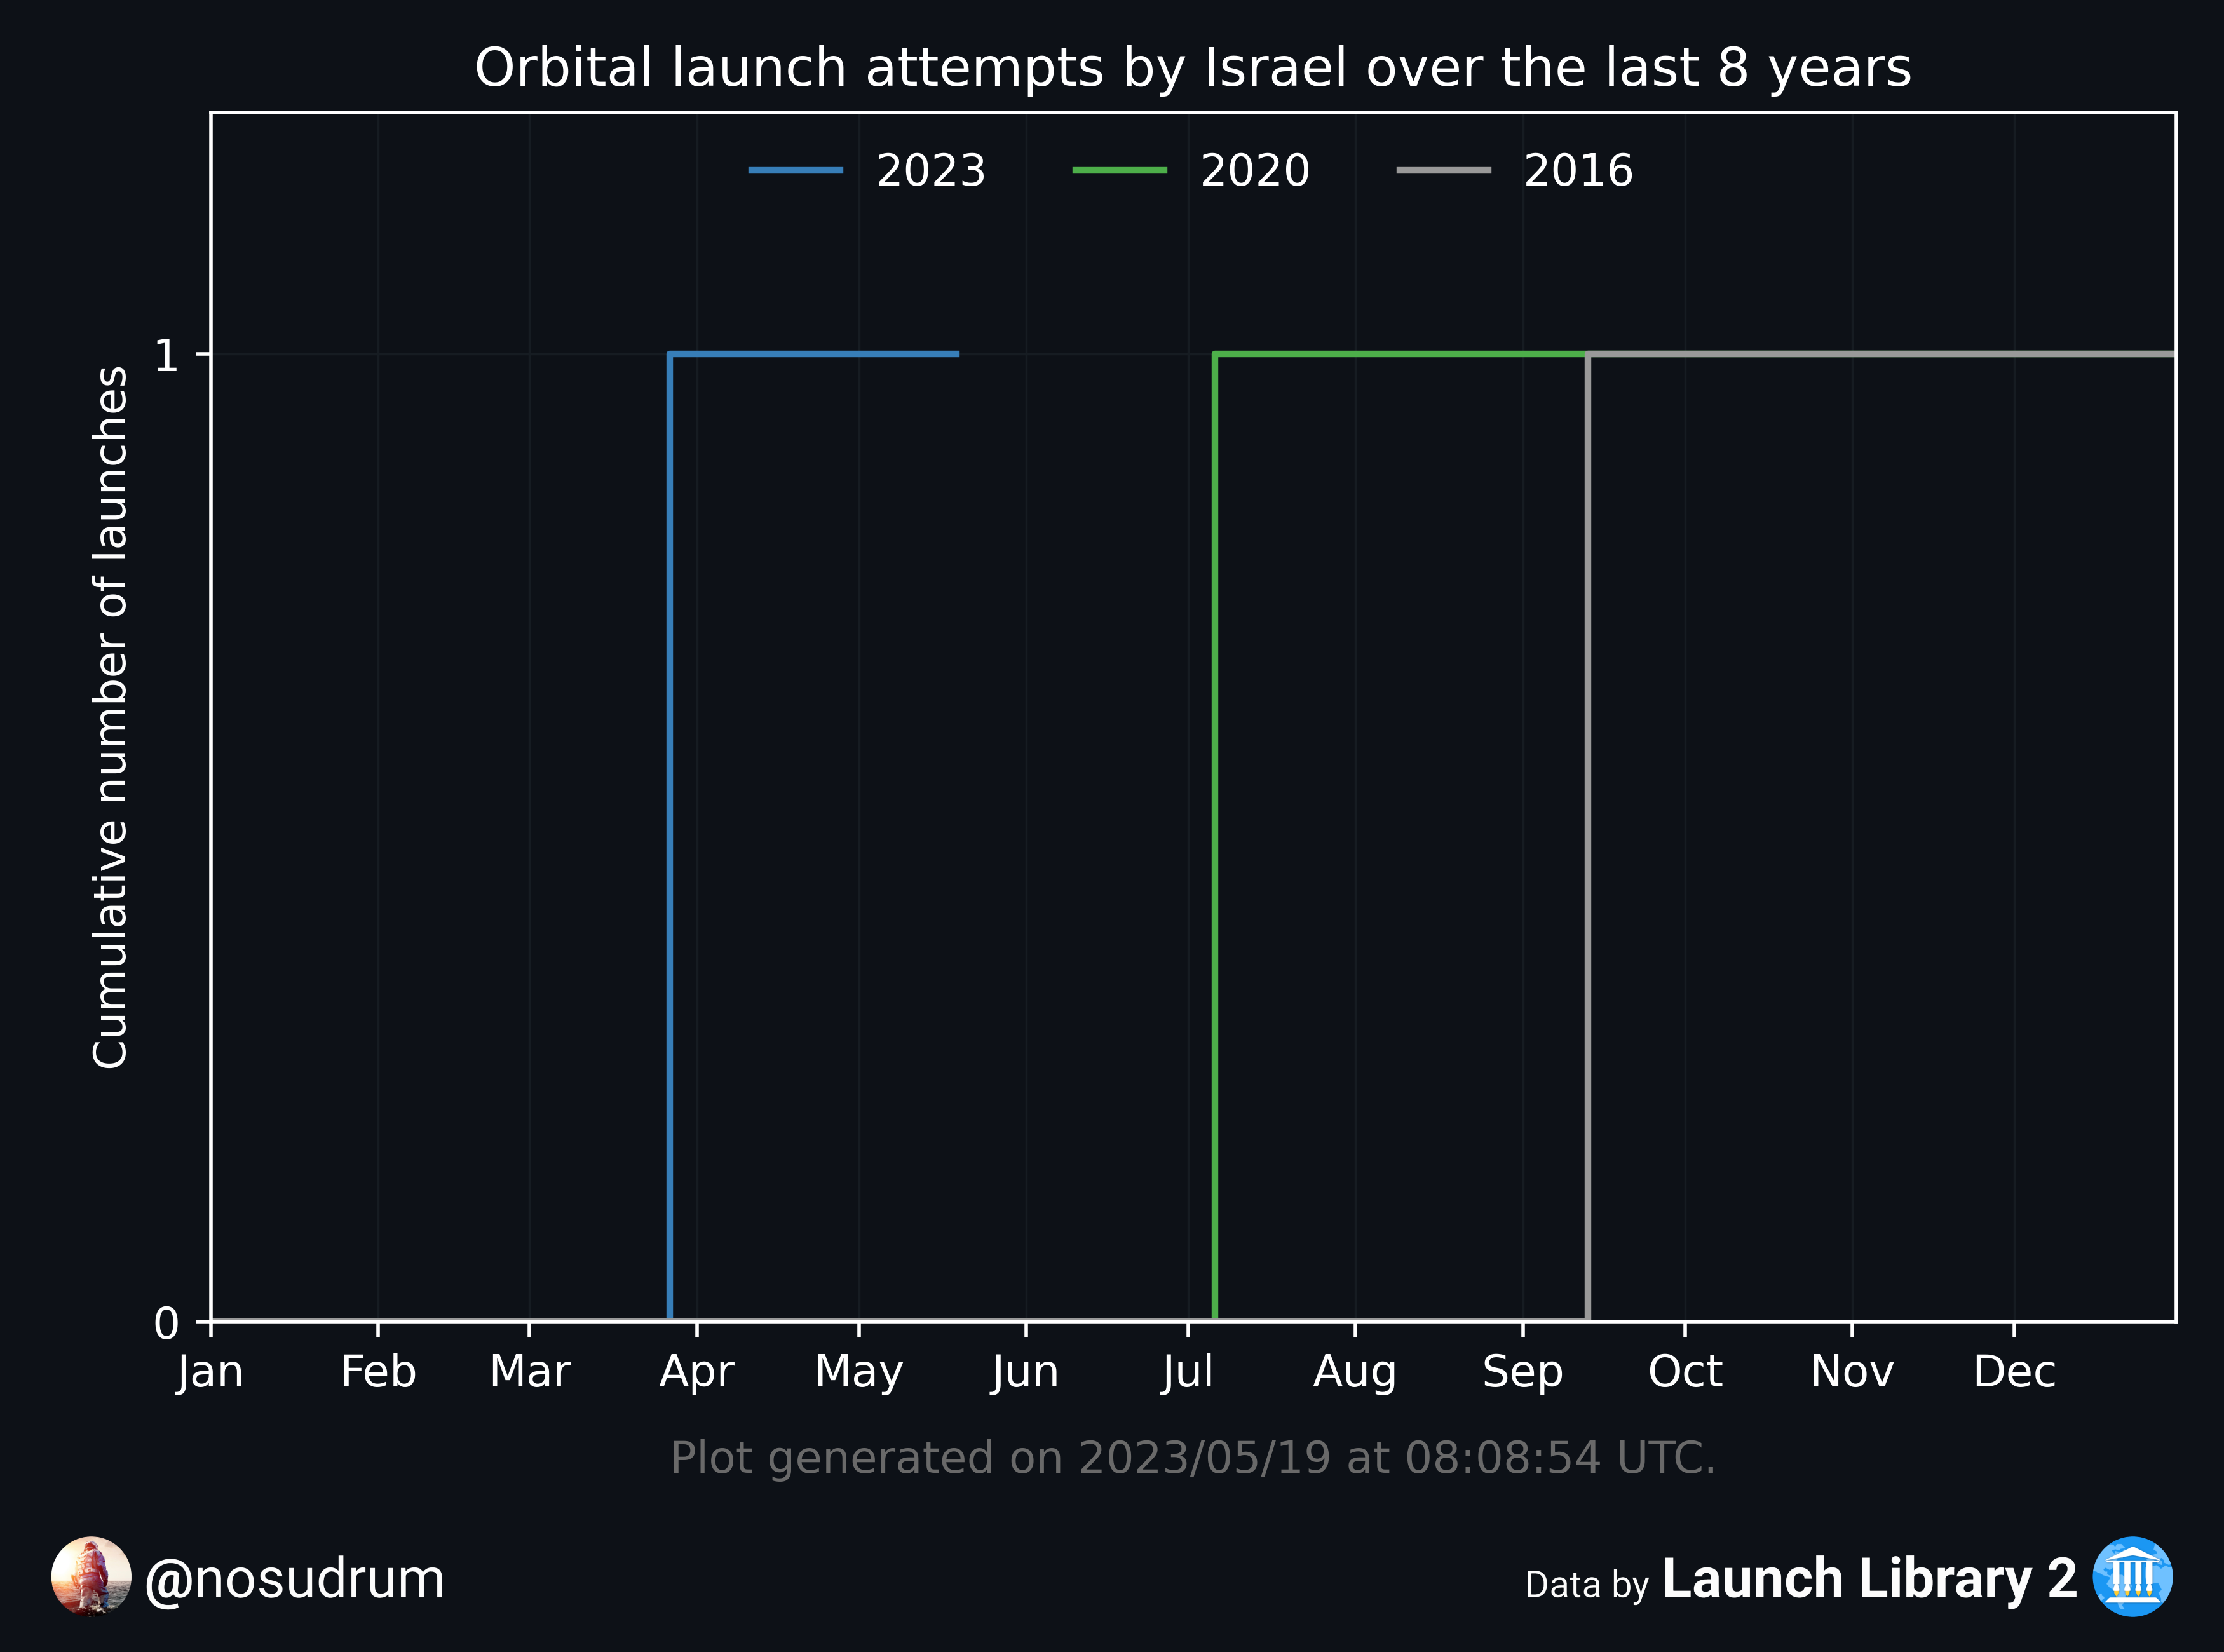 Orbital launch attempts by Israel over the last 8 years
2023 2020 2016
Cumulative number of launches
1
0
Jan Feb Mar Apr May Jun Jul Aug Sep Oct Nov Dec
Plot generated on 2023/05/19 at 08:08:54 UTC.
@nosudrum
Data by Launch Library 2